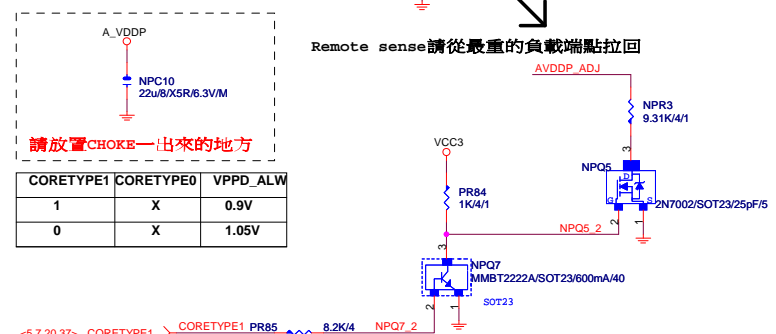 A_VDDP
NPC10
22u/8/X5R/6.3V/M
請放置CHOKE一出來的地方
Remote sense請從最重的負載端點拉回
AVDDP_ADJ
NPR3
9.31K/4/1
3
NPQ5
D
G
S
2N7002/SOT23/25pF/5
2
1
VCC3
PR84
1K/4/1
NPQ5_2
3
NPQ7
MMBT2222A/SOT23/600mA/40
SOT23
2
1
CORETYPE1 CORETYPE0 VPPD_ALW
1 X 0.9V
0 X 1.05V
<5,7,20,37> CORETYPE1
CORETYPE1 PR85 8.2K/4 NPQ7_2